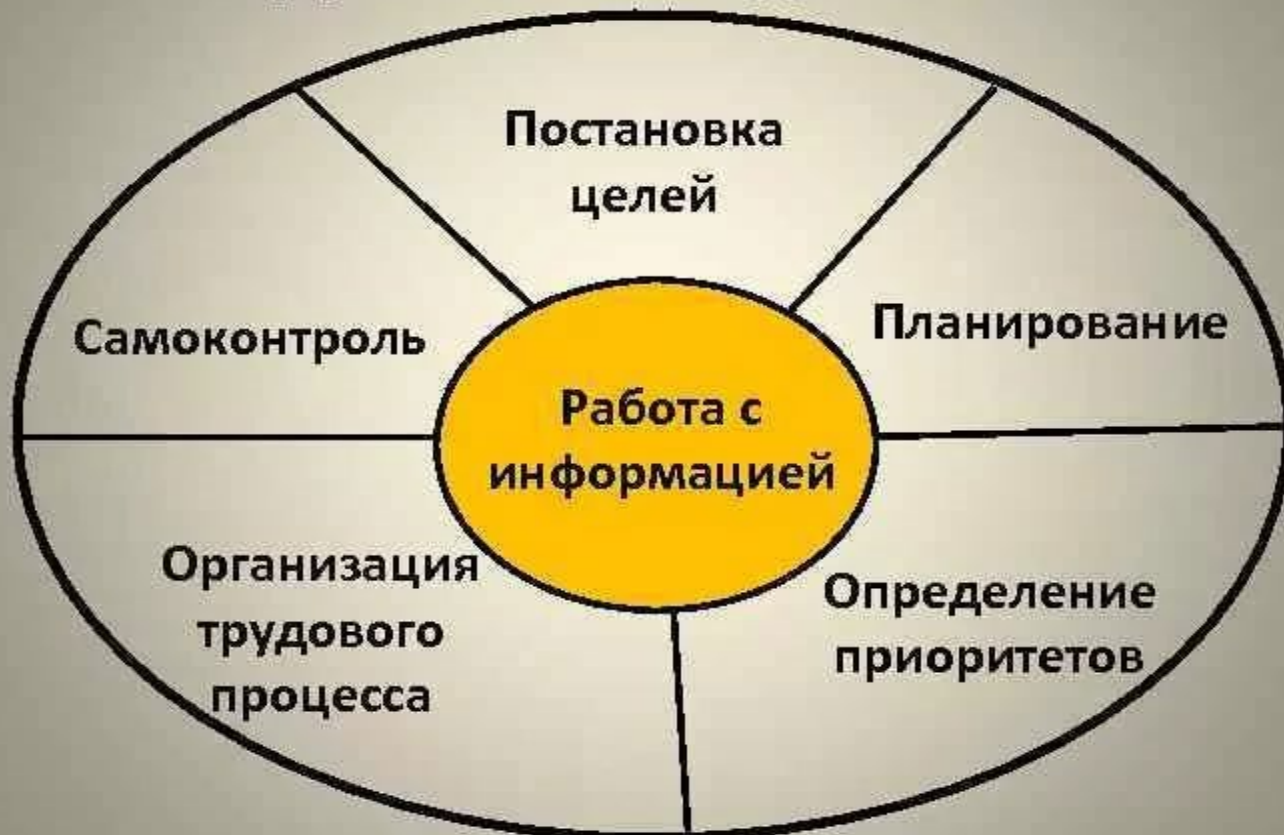 Постановка
целей
Планирование
Определение
приоритетов
Организация
трудового
процесса
Самоконтроль
Работа с
информацией